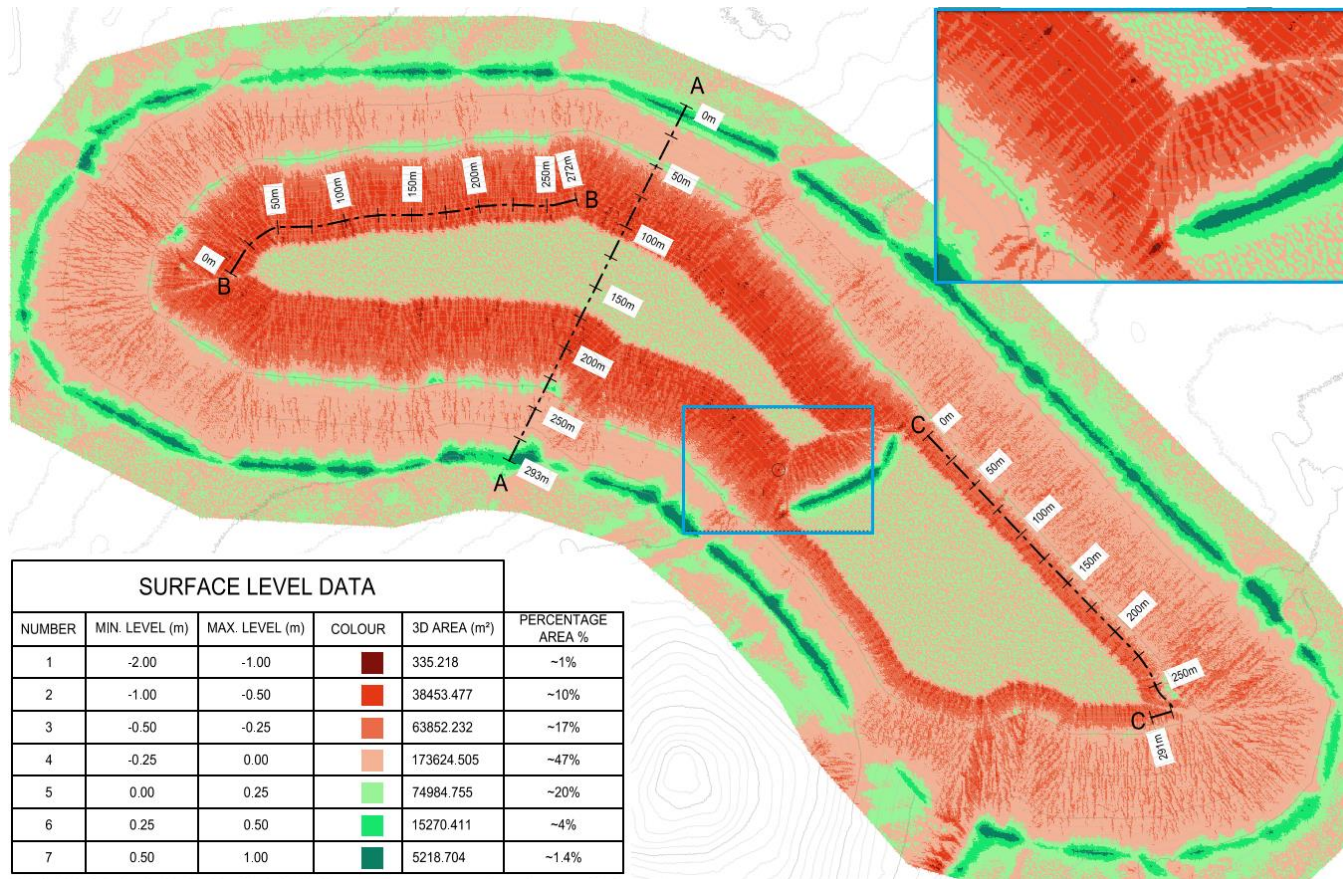 A
0m
50m
100m
150m
200m
250m
293m
A
B
0m
50m
100m
150m
200m
250m
272m
B
C
0m
50m
100m
150m
200m
250m
291m
C
SURFACE LEVEL DATA
NUMBER MIN. LEVEL (m) MAX. LEVEL (m) COLOUR 3D AREA (m²) PERCENTAGE
AREA %
1 -2.00 -1.00 335.218 ~1%
2 -1.00 -0.50 38453.477 ~10%
3 -0.50 -0.25 63852.232 ~17%
4 -0.25 0.00 173624.505 ~47%
5 0.00 0.25 74984.755 ~20%
6 0.25 0.50 15270.411 ~4%
7 0.50 1.00 5218.704 ~1.4%